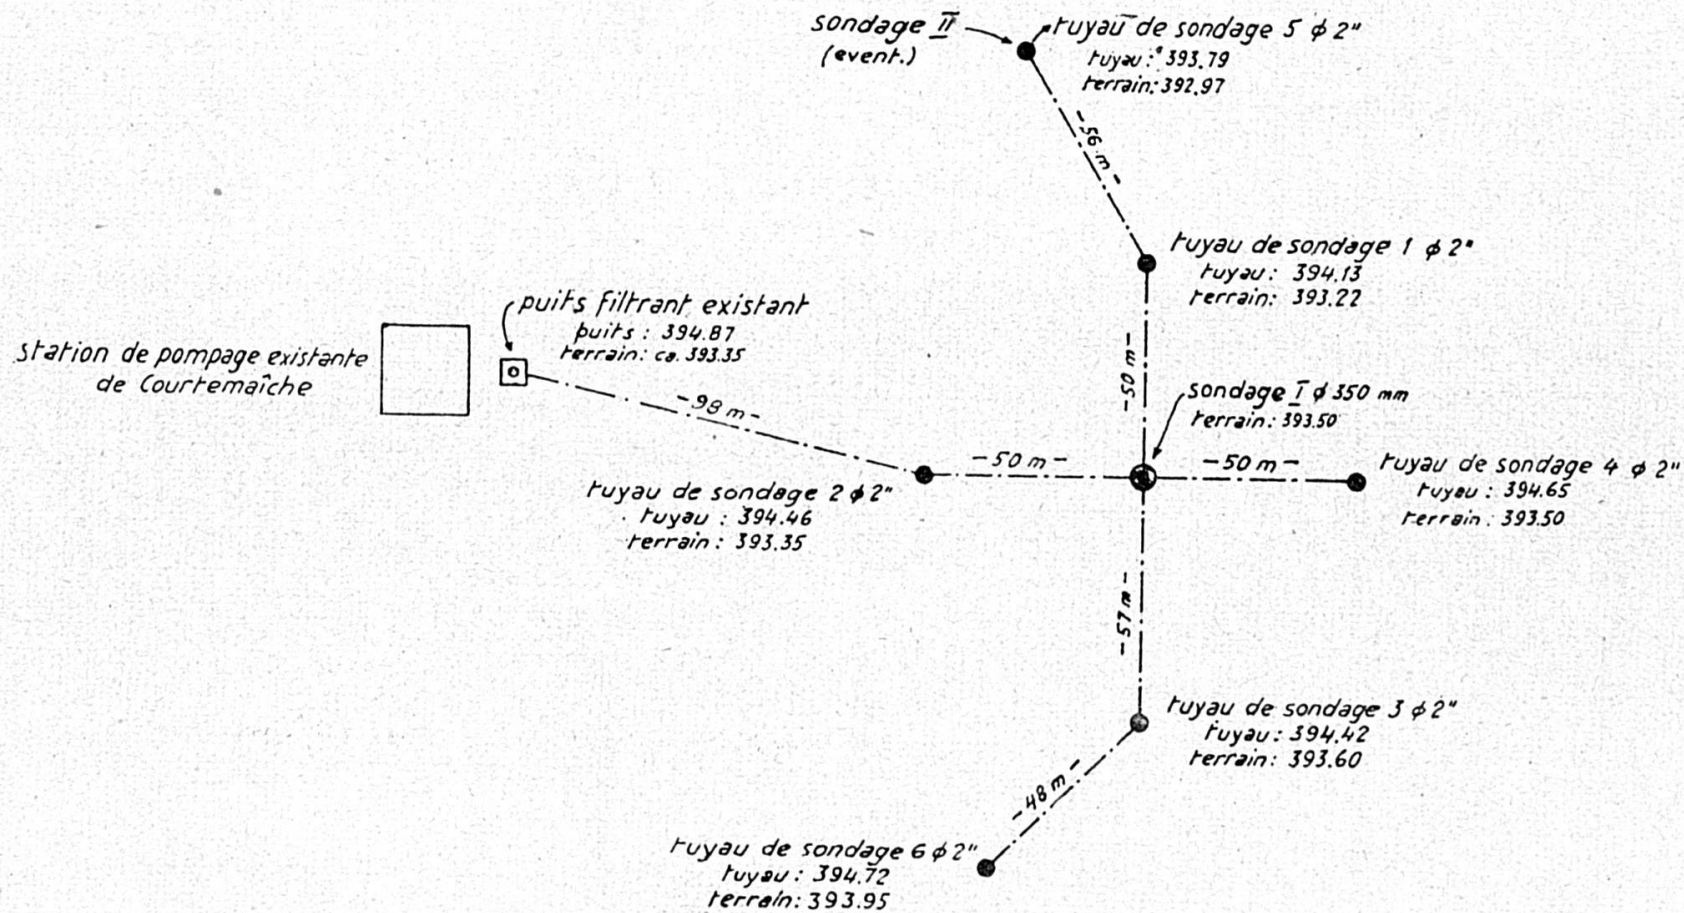 sondage II
(event.)
tuyau de sondage 5 ϕ 2"
tuyau: 393.79
terrain: 392.97
-56 m-
tuyau de sondage 1 ϕ 2"
tuyau: 394.13
terrain: 393.22
puits filtrant existant
puits: 394.87
terrain: ca. 393.35
station de pompage existante
de Courtemaîche
-98 m-
-50 m-
sondage I ϕ 350 mm
terrain: 393.50
-50 m-
-50 m-
tuyau de sondage 4 ϕ 2"
tuyau: 394.65
terrain: 393.50
tuyau de sondage 2 ϕ 2"
tuyau: 394.46
terrain: 393.35
-57 m-
tuyau de sondage 3 ϕ 2"
tuyau: 394.42
terrain: 393.60
-48 m-
tuyau de sondage 6 ϕ 2"
tuyau: 394.72
terrain: 393.95